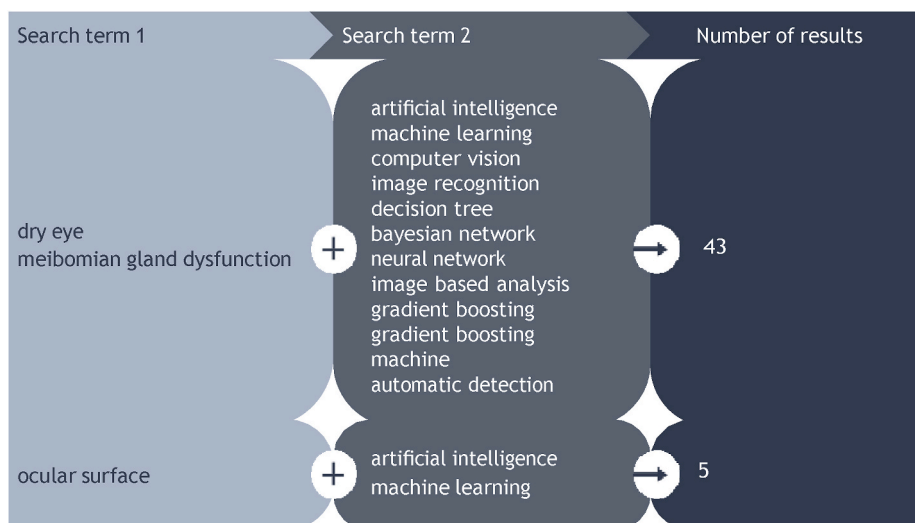 Search term 1
Search term 2
Number of results
dry eye
meibomian gland dysfunction
+
artificial intelligence
machine learning
computer vision
image recognition
decision tree
bayesian network
neural network
image based analysis
gradient boosting
gradient boosting
machine
automatic detection
43
ocular surface
+
artificial intelligence
machine learning
5